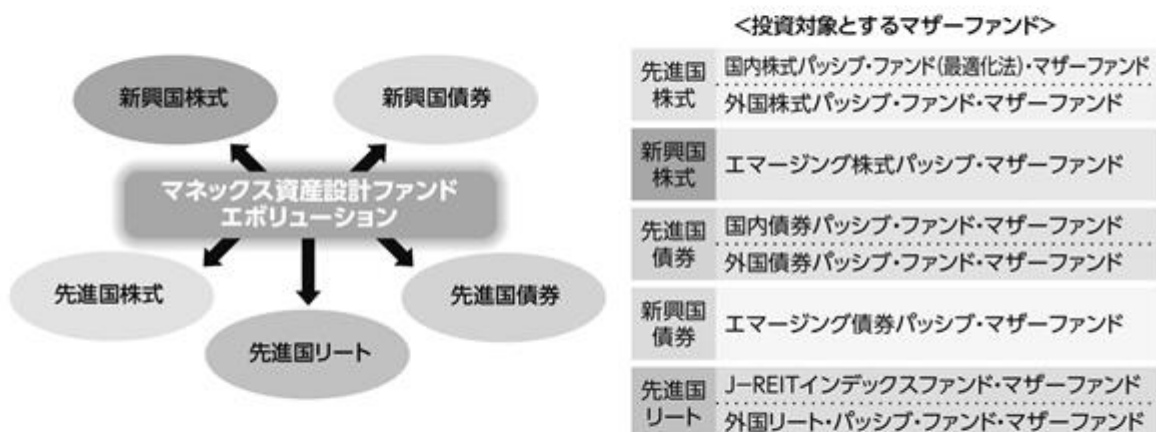 新興国株式
新興国債券
マネックス資産設計ファンド
エボリューション
先進国株式
先進国債券
先進国リート
<投資対象とするマザーファンド>
先進国
株式
国内株式パッシブ・ファンド(最適化法)・マザーファンド
外国株式パッシブ・ファンド・マザーファンド
新興国
株式
エマージング株式パッシブ・マザーファンド
先進国
債券
国内債券パッシブ・ファンド・マザーファンド
外国債券パッシブ・ファンド・マザーファンド
新興国
債券
エマージング債券パッシブ・マザーファンド
先進国
リート
J-REITインデックスファンド・マザーファンド
外国リート・パッシブ・ファンド・マザーファンド